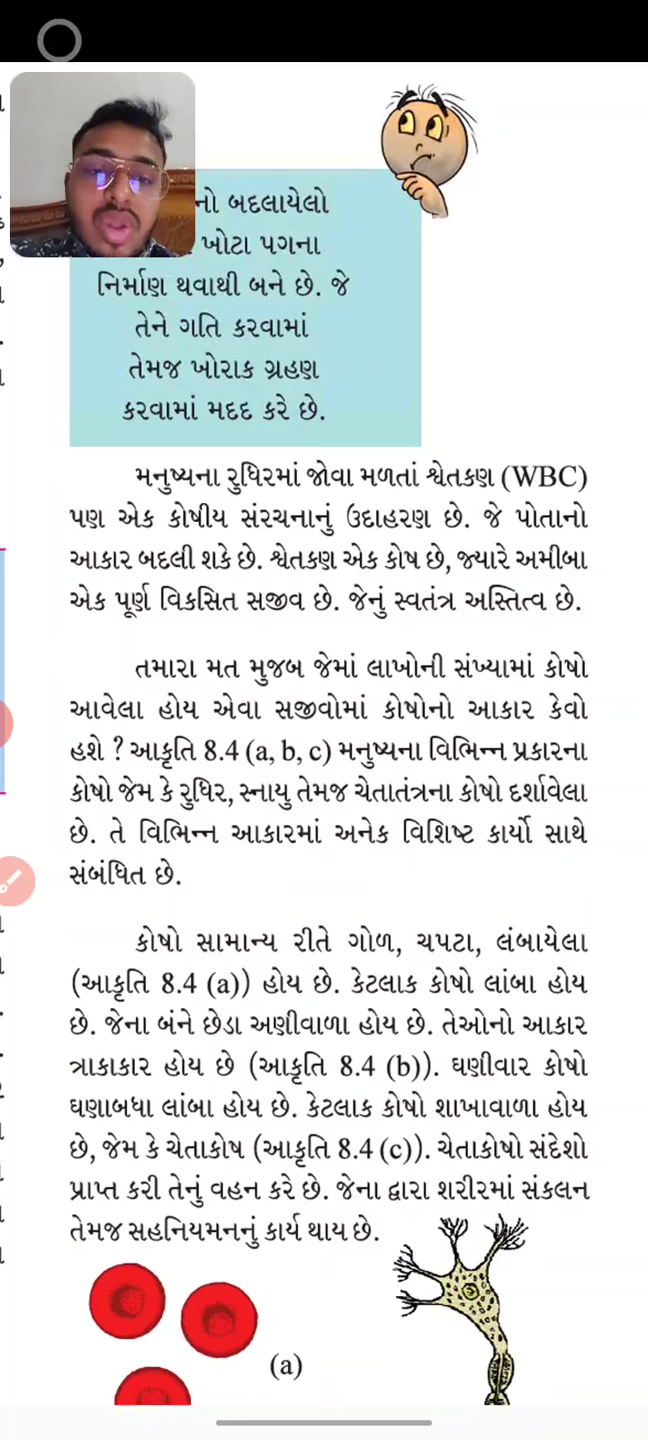 નો બદલાયેલો
ખોટા પગના
નિર્માણ થવાથી બને છે. જે
તેને ગતિ કરવામાં
તેમજ ખોરાક ગ્રહણ
કરવામાં મદદ કરે છે.
મનુષ્યના રુધિરમાં જોવા મળતાં શ્વેતકણ (WBC)
પણ એક કોષીય સંરચનાનું ઉદાહરણ છે. જે પોતાનો
આકાર બદલી શકે છે. શ્વેતકણ એક કોષ છે, જ્યારે અમીબા
એક પૂર્ણ વિકસિત સજીવ છે. જેનું સ્વતંત્ર અસ્તિત્વ છે.
તમારા મત મુજબ જેમાં લાખોની સંખ્યામાં કોષો
આવેલા હોય એવા સજીવોમાં કોષોનો આકાર કેવો
હશે ? આકૃતિ 8.4 (a, b, c) મનુષ્યના વિભિન્ન પ્રકારના
કોષો જેમ કે રુધિર, સ્નાયુ તેમજ ચેતાતંત્રના કોષો દર્શાવેલા
છે. તે વિભિન્ન આકારમાં અનેક વિશિષ્ટ કાર્યો સાથે
સંબંધિત છે.
કોષો સામાન્ય રીતે ગોળ, ચપટા, લંબાયેલા
(આકૃતિ 8.4 (a)) હોય છે. કેટલાક કોષો લાંબા હોય
છે. જેના બંને છેડા અણીવાળા હોય છે. તેઓનો આકાર
ત્રાકાકાર હોય છે (આકૃતિ 8.4 (b)). ઘણીવાર કોષો
ઘણાબધા લાંબા હોય છે. કેટલાક કોષો શાખાવાળા હોય
છે, જેમ કે ચેતાકોષ (આકૃતિ 8.4 (c)). ચેતાકોષો સંદેશો
પ્રાપ્ત કરી તેનું વહન કરે છે. જેના દ્વારા શરીરમાં સંકલન
તેમજ સહનિયમનનું કાર્ય થાય છે.
(a)